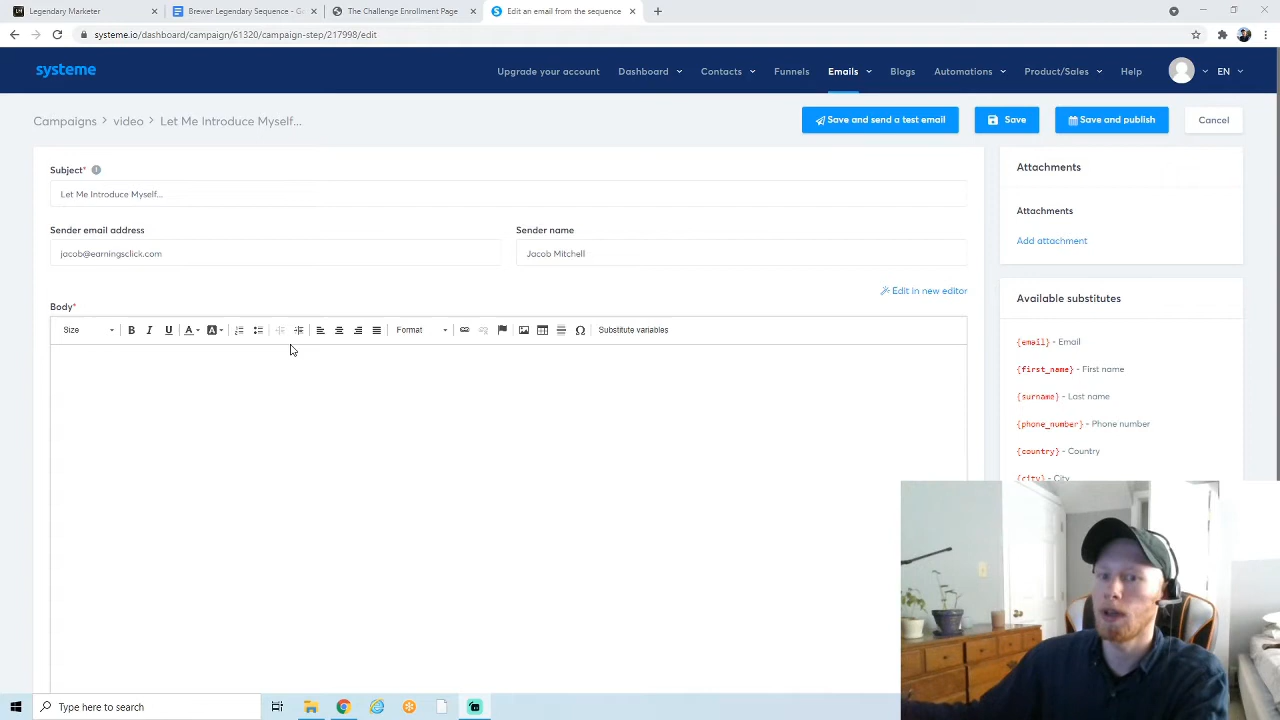 Legendary Marketer
Brewer Legendary Sequence - Go
The Challenge Enrollment Page
Edit an email from the sequence
systeme.io/dashboard/campaign/61320/campaign-step/217998/edit
systeme
Upgrade your account
Dashboard
Contacts
Funnels
Emails
Blogs
Automations
Product/Sales
Help
EN
Campaigns > video > Let Me Introduce Myself...
Save and send a test email
Save
Save and publish
Cancel
Subject*
Let Me Introduce Myself...
Sender email address
Sender name
jacob@earningsclick.com
Jacob Mitchell
Edit in new editor
Body*
Size
B I U A A
Format
Ω
Substitute variables
Attachments
Attachments
Add attachment
Available substitutes
{email} - Email
{first_name} - First name
{surname} - Last name
{phone_number} - Phone number
{country} - Country
{city} - City
Type here to search